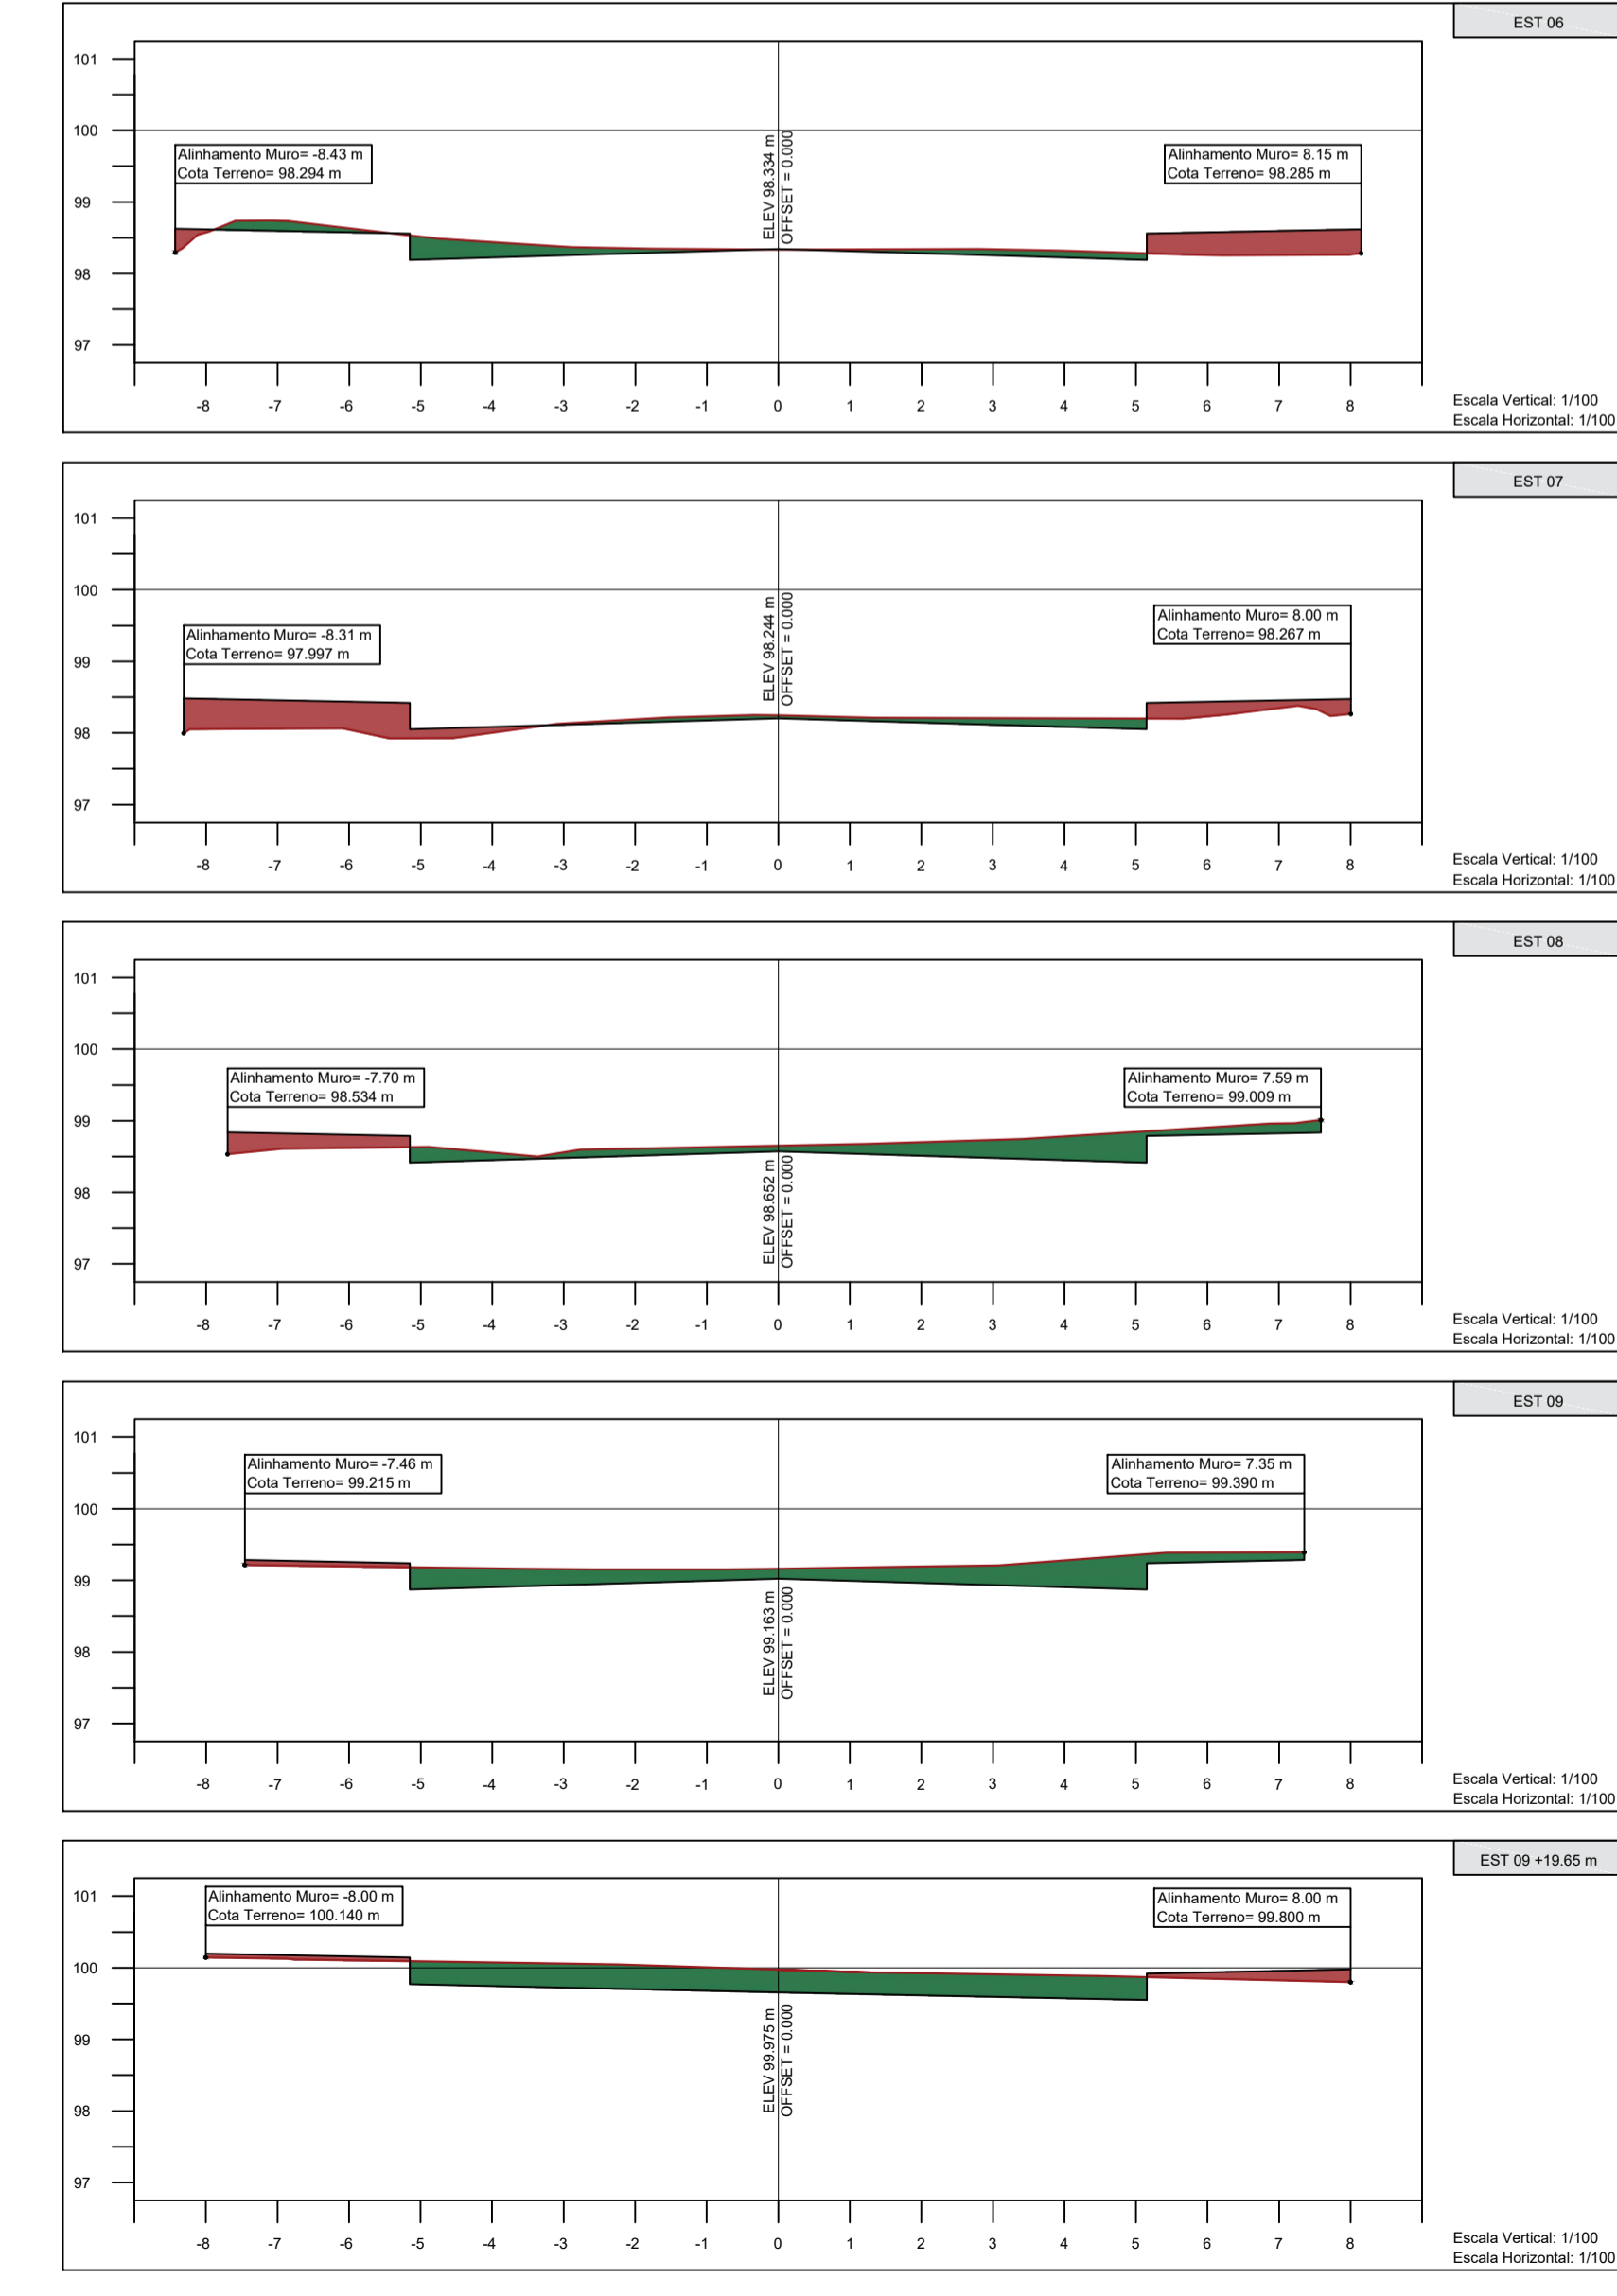 EST 06
101
100
99
98
97
Alinhamento Muro= -8.43 m
Cota Terreno= 98.294 m
ELEV 98.334 m
OFFSET = 0.000
Alinhamento Muro= 8.15 m
Cota Terreno= 98.285 m
-8 -7 -6 -5 -4 -3 -2 -1 0 1 2 3 4 5 6 7 8
Escala Vertical: 1/100
Escala Horizontal: 1/100
EST 07
101
100
99
98
97
Alinhamento Muro= -8.31 m
Cota Terreno= 97.997 m
ELEV 98.244 m
OFFSET = 0.000
Alinhamento Muro= 8.00 m
Cota Terreno= 98.267 m
-8 -7 -6 -5 -4 -3 -2 -1 0 1 2 3 4 5 6 7 8
Escala Vertical: 1/100
Escala Horizontal: 1/100
EST 08
101
100
99
98
97
Alinhamento Muro= -7.70 m
Cota Terreno= 98.534 m
ELEV 98.652 m
OFFSET = 0.000
Alinhamento Muro= 7.59 m
Cota Terreno= 99.009 m
-8 -7 -6 -5 -4 -3 -2 -1 0 1 2 3 4 5 6 7 8
Escala Vertical: 1/100
Escala Horizontal: 1/100
EST 09
101
100
99
98
97
Alinhamento Muro= -7.46 m
Cota Terreno= 99.215 m
ELEV 99.163 m
OFFSET = 0.000
Alinhamento Muro= 7.35 m
Cota Terreno= 99.390 m
-8 -7 -6 -5 -4 -3 -2 -1 0 1 2 3 4 5 6 7 8
Escala Vertical: 1/100
Escala Horizontal: 1/100
EST 09 +19.65 m
101
100
99
98
97
Alinhamento Muro= -8.00 m
Cota Terreno= 100.140 m
ELEV 99.975 m
OFFSET = 0.000
Alinhamento Muro= 8.00 m
Cota Terreno= 99.800 m
-8 -7 -6 -5 -4 -3 -2 -1 0 1 2 3 4 5 6 7 8
Escala Vertical: 1/100
Escala Horizontal: 1/100